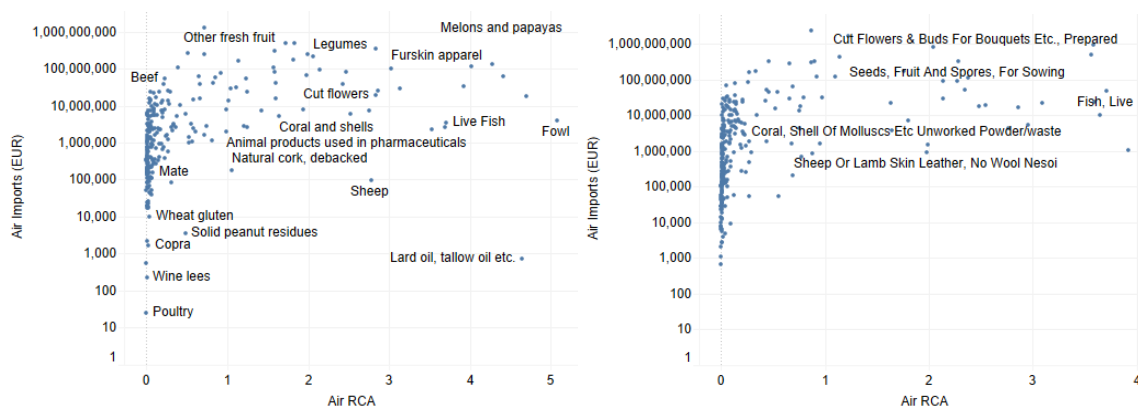 Melons and papayas
1,000,000,000
Other fresh fruit
Legumes
Furskin apparel
100,000,000
Beef
Cut flowers
10,000,000
Live Fish
Coral and shells
Fowl
1,000,000
Animal products used in pharmaceuticals
Natural cork, debacked
Mate
100,000
Sheep
10,000
Wheat gluten
Solid peanut residues
Copra
1,000
Lard oil, tallow oil etc.
Wine lees
100
Poultry
10
1
0 1 2 3 4 5
Air RCA
Air Imports (EUR)
1,000,000,000
Cut Flowers & Buds For Bouquets Etc., Prepared
Seeds, Fruit And Spores, For Sowing
100,000,000
Fish, Live
10,000,000
Coral, Shell Of Molluscs Etc Unworked Powder/waste
1,000,000
Sheep Or Lamb Skin Leather, No Wool Nesoi
100,000
10,000
1,000
100
10
1
0 1 2 3 4
Air RCA
Air Imports (EUR)